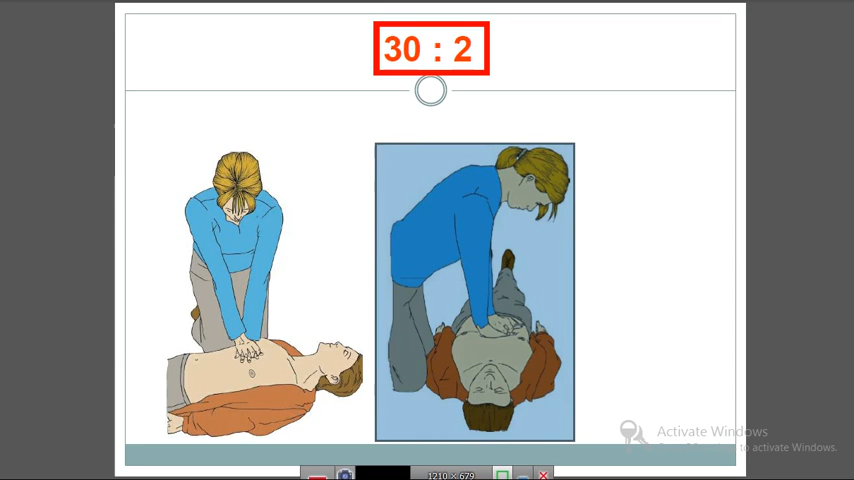 30 : 2
Activate Windows
to activate Windows.
1210 × 679